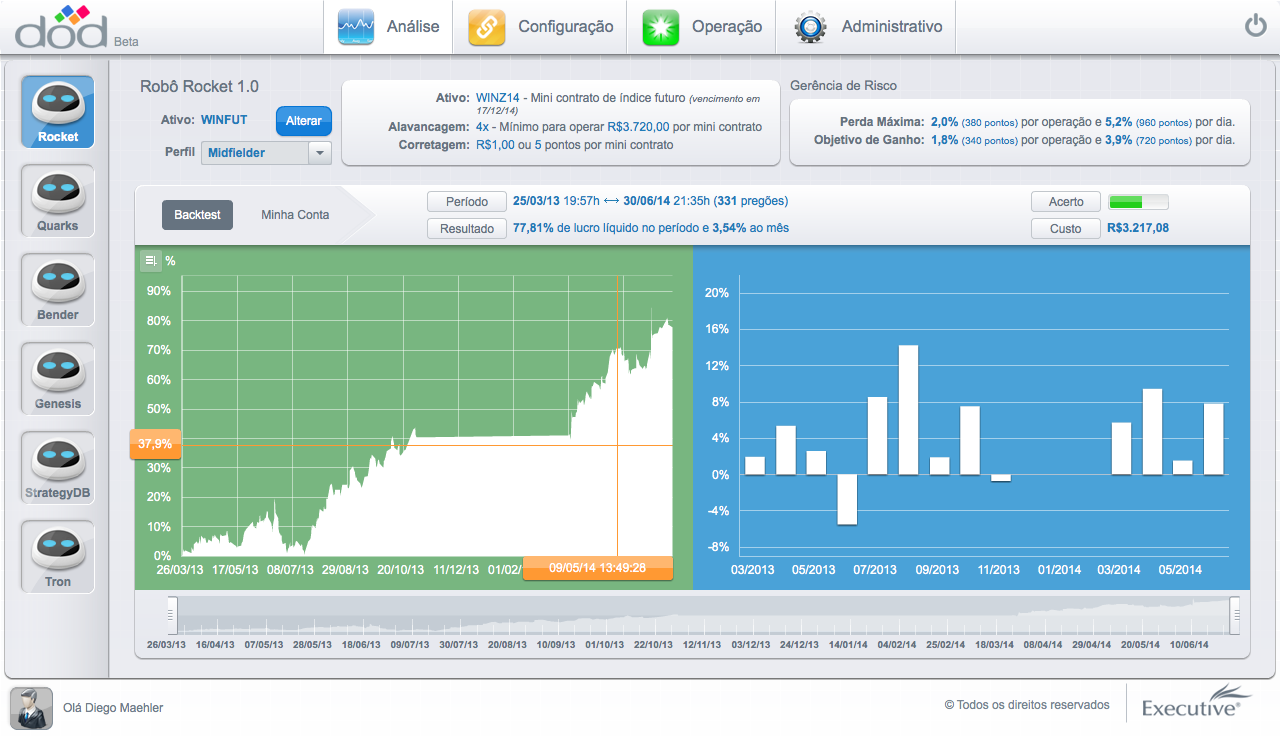 dod Beta
Análise
Configuração
Operação
Administrativo
Rocket
Quarks
Bender
Genesis
StrategyDB
Tron
Robô Rocket 1.0
Ativo: WINFUT
Alterar
Perfil Midfielder
Ativo: WINZ14 - Mini contrato de índice futuro (vencimento em
17/12/14)
Alavancagem: 4x - Mínimo para operar R$3.720,00 por mini contrato
Corretagem: R$1,00 ou 5 pontos por mini contrato
Gerência de Risco
Perda Máxima: 2,0% (380 pontos) por operação e 5,2% (960 pontos) por dia.
Objetivo de Ganho: 1,8% (340 pontos) por operação e 3,9% (720 pontos) por dia.
Backtest
Minha Conta
Período 25/03/13 19:57h ⟷ 30/06/14 21:35h (331 pregões)
Resultado 77,81% de lucro líquido no período e 3,54% ao mês
Acerto
Custo R$3.217,08
%
90%
80%
70%
60%
50%
37,9%
30%
20%
10%
0%
26/03/13 17/05/13 08/07/13 29/08/13 20/10/13 11/12/13 01/02/ 09/05/14 13:49:28
20%
16%
12%
8%
4%
0%
-4%
-8%
03/2013 05/2013 07/2013 09/2013 11/2013 01/2014 03/2014 05/2014
26/03/13 16/04/13 07/05/13 28/05/13 18/06/13 09/07/13 30/07/13 20/08/13 10/09/13 01/10/13 22/10/13 12/11/13 03/12/13 24/12/13 14/01/14 04/02/14 25/02/14 18/03/14 08/04/14 29/04/14 20/05/14 10/06/14
Olá Diego Maehler
© Todos os direitos reservados
Executive®